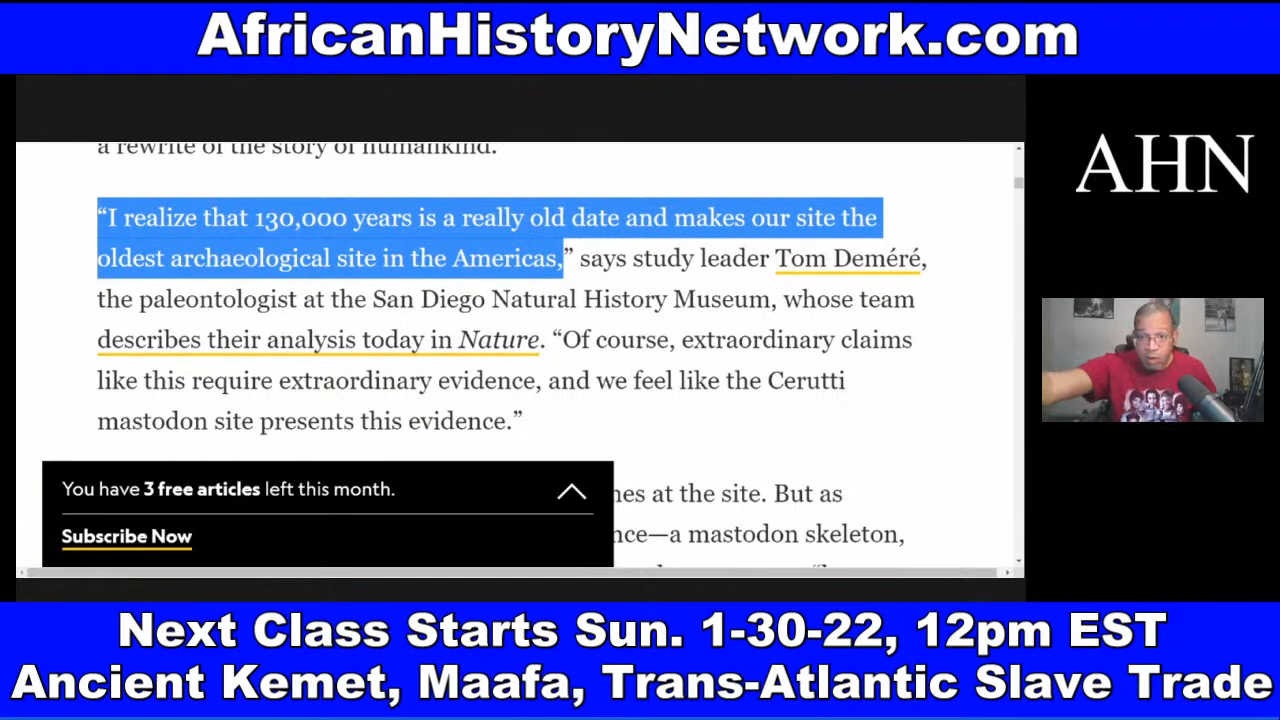 AfricanHistoryNetwork.com
AHN
a rewrite of the story of humankind.
“I realize that 130,000 years is a really old date and makes our site the
oldest archaeological site in the Americas,” says study leader Tom Deméré,
the paleontologist at the San Diego Natural History Museum, whose team
describes their analysis today in Nature. “Of course, extraordinary claims
like this require extraordinary evidence, and we feel like the Cerutti
mastodon site presents this evidence.”
You have 3 free articles left this month.
Subscribe Now
at the site. But as
—a mastodon skeleton,
Next Class Starts Sun. 1-30-22, 12pm EST
Ancient Kemet, Maafa, Trans-Atlantic Slave Trade